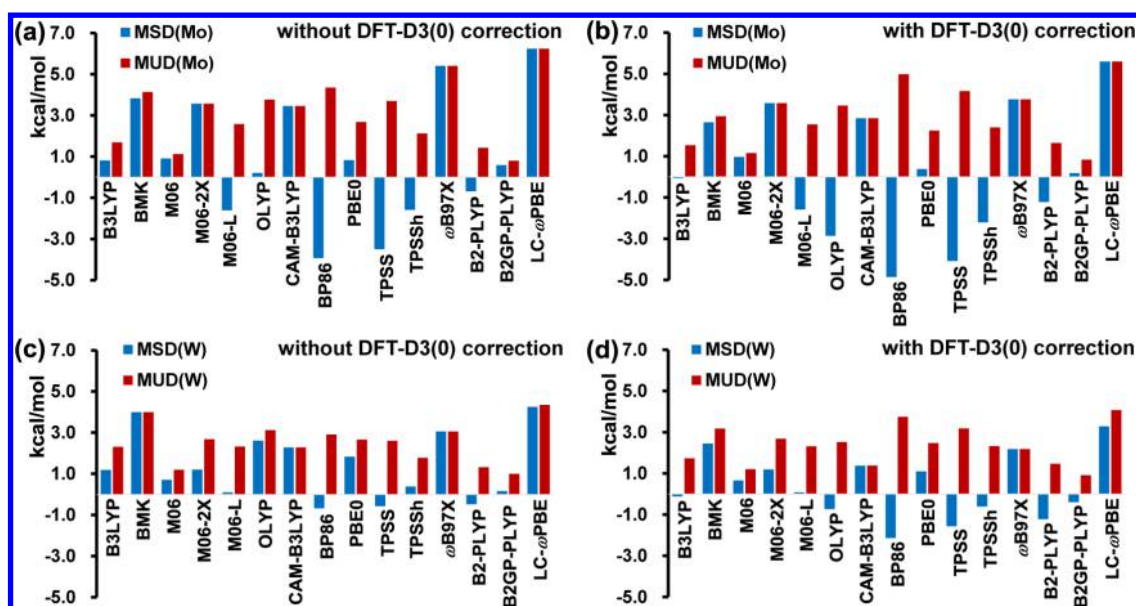 (a)
7.0
5.0
3.0
1.0
-1.0
-3.0
-5.0
kcal/mol
MSD(Mo)
MUD(Mo)
without DFT-D3(0) correction
B3LYP
BMK
M06
M06-2X
M06-L
OLYP
CAM-B3LYP
BP86
PBE0
TPSS
TPSSh
ωB97X
B2-PLYP
B2GP-PLYP
LC-ωPBE
(b)
7.0
5.0
3.0
1.0
-1.0
-3.0
-5.0
kcal/mol
MSD(Mo)
MUD(Mo)
with DFT-D3(0) correction
B3LYP
BMK
M06
M06-2X
M06-L
OLYP
CAM-B3LYP
BP86
PBE0
TPSS
TPSSh
ωB97X
B2-PLYP
B2GP-PLYP
LC-ωPBE
(c)
7.0
5.0
3.0
1.0
-1.0
-3.0
-5.0
kcal/mol
MSD(W)
MUD(W)
without DFT-D3(0) correction
B3LYP
BMK
M06
M06-2X
M06-L
OLYP
CAM-B3LYP
BP86
PBE0
TPSS
TPSSh
ωB97X
B2-PLYP
B2GP-PLYP
LC-ωPBE
(d)
7.0
5.0
3.0
1.0
-1.0
-3.0
-5.0
kcal/mol
MSD(W)
MUD(W)
with DFT-D3(0) correction
B3LYP
BMK
M06
M06-2X
M06-L
OLYP
CAM-B3LYP
BP86
PBE0
TPSS
TPSSh
ωB97X
B2-PLYP
B2GP-PLYP
LC-ωPBE